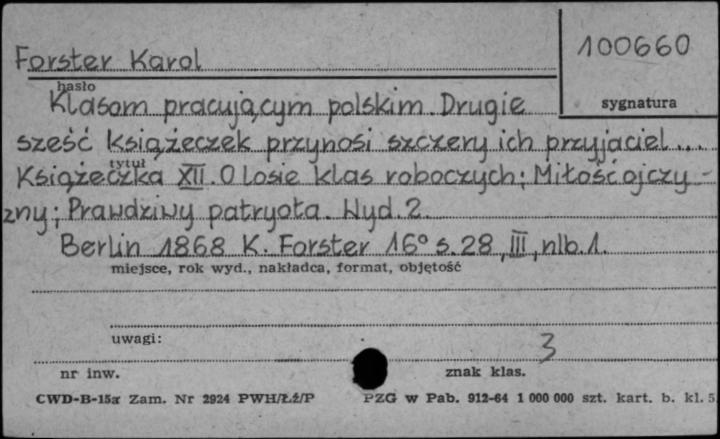 100660
Forster Karol
hasło
sygnatura
Klasom pracującym polskim. Drugie
sześć książeczek przynosi szczery ich przyjaciel...
tytuł
Książeczka XII. O losie klas roboczych; Miłość ojczy-
zny; Prawdziwy patryota. Wyd. 2.
Berlin 1868 K. Forster 16° s. 28, III, nlb. 1.
miejsce, rok wyd., nakładca, format, objętość
uwagi:
3
nr inw.
znak klas.
CWD-B-15a Zam. Nr 2924 PWH/Łź/P PZG w Pab. 912-64 1 000 000 szt. kart. b. kl. 5